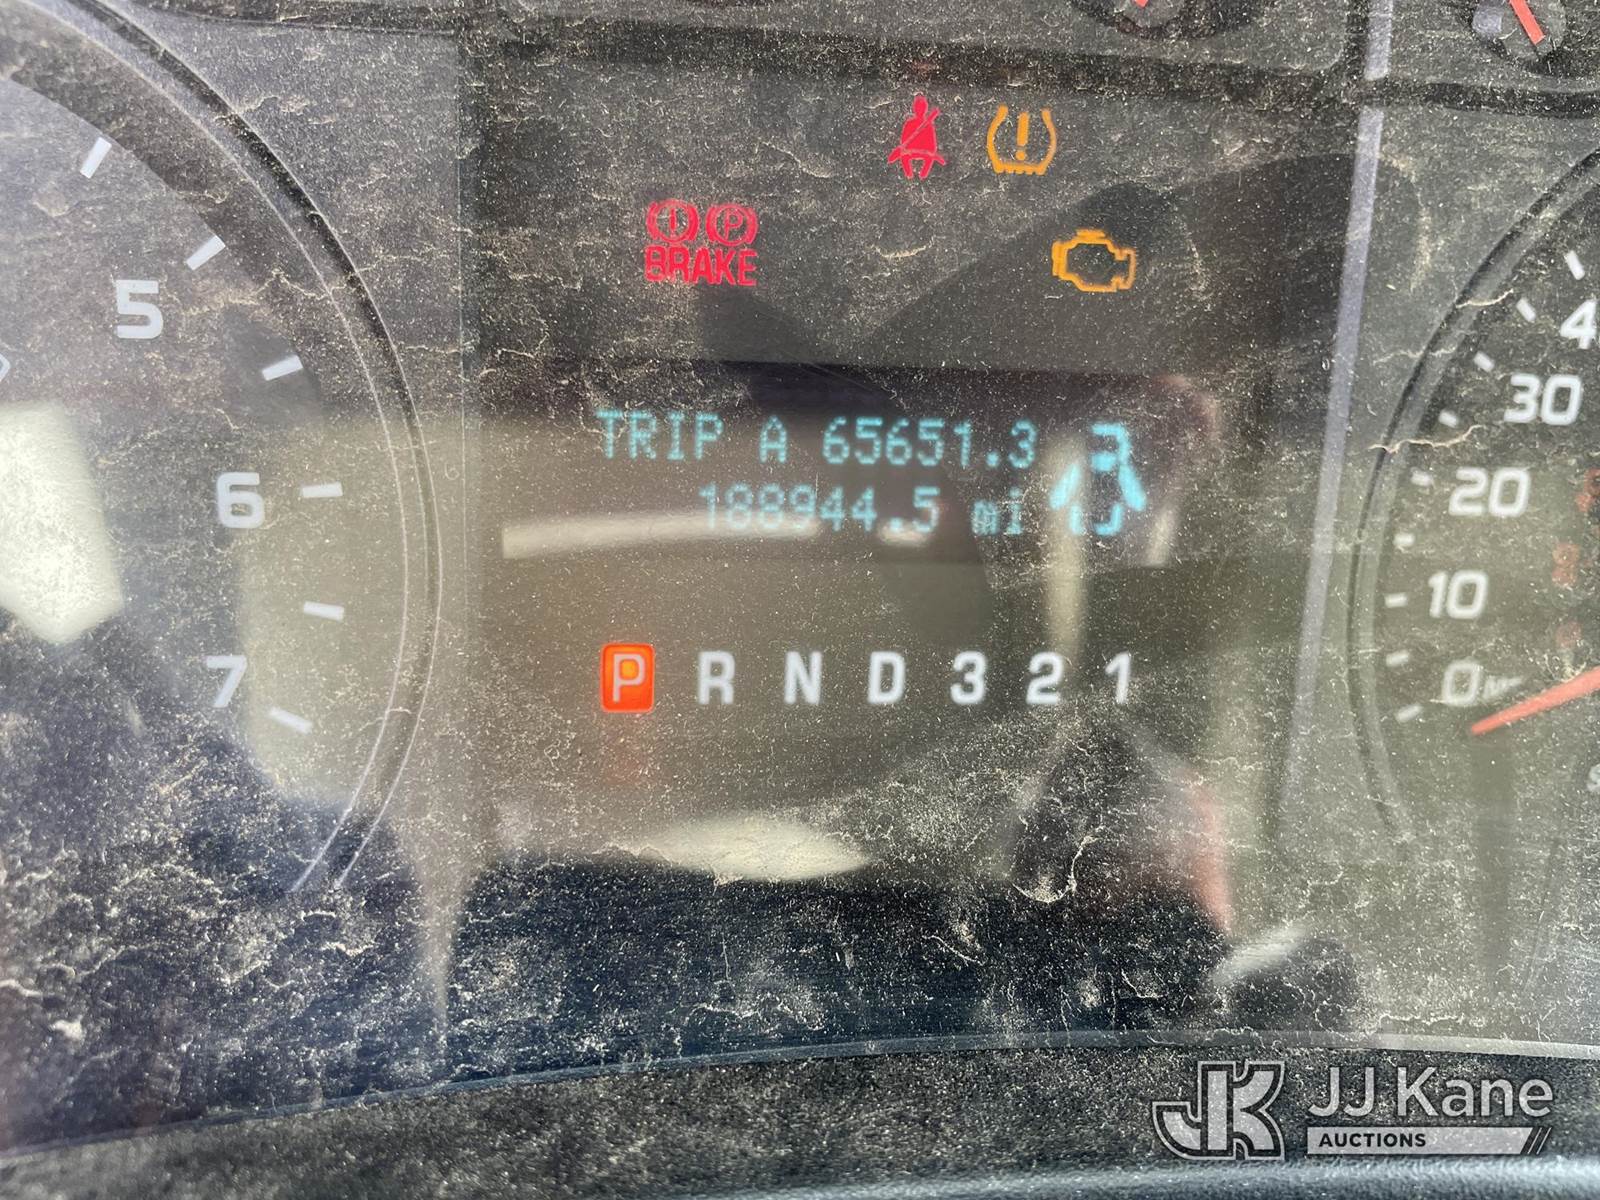 BRAKE
5
6
7
TRIP A 65651.3
188944.5 mi
P R N D 3 2 1
30
20
10
0
JK JJ Kane
AUCTIONS